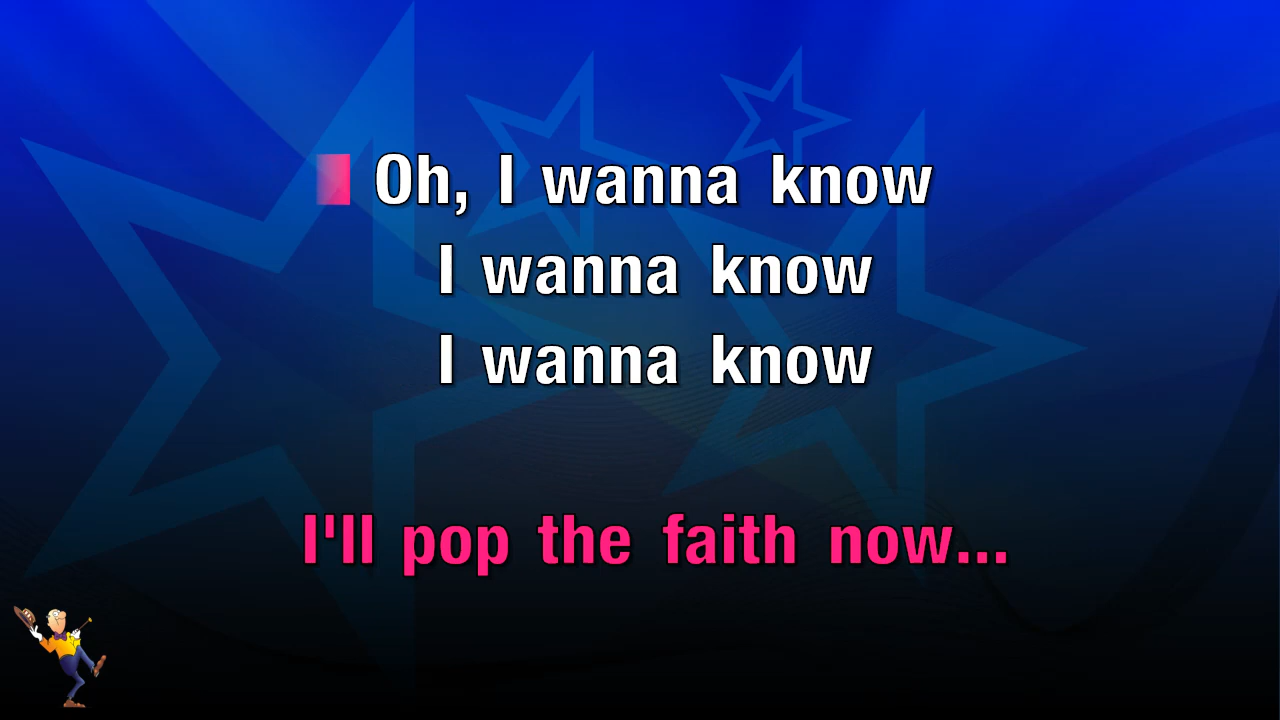 Oh, I wanna know
I wanna know
I wanna know
I'll pop the faith now...